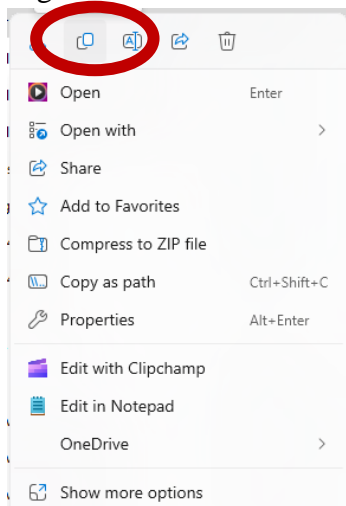 Open Enter
Open with
Share
Add to Favorites
Compress to ZIP file
Copy as path Ctrl+Shift+C
Properties Alt+Enter
Edit with Clipchamp
Edit in Notepad
OneDrive
Show more options